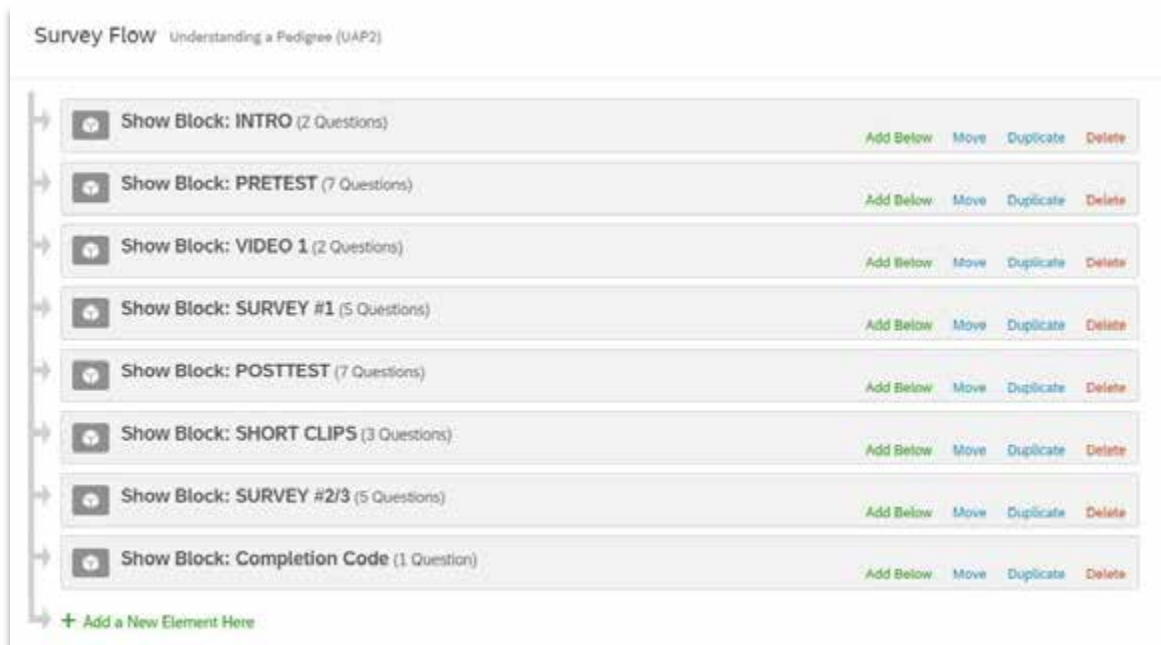 Survey Flow Understanding a Pedigree (UAP2)
Show Block: INTRO (2 Questions)
Add Below Move Duplicate Delete
Show Block: PRETEST (7 Questions)
Add Below Move Duplicate Delete
Show Block: VIDEO 1 (2 Questions)
Add Below Move Duplicate Delete
Show Block: SURVEY #1 (5 Questions)
Add Below Move Duplicate Delete
Show Block: POSTTEST (7 Questions)
Add Below Move Duplicate Delete
Show Block: SHORT CLIPS (3 Questions)
Add Below Move Duplicate Delete
Show Block: SURVEY #2/3 (5 Questions)
Add Below Move Duplicate Delete
Show Block: Completion Code (1 Question)
Add Below Move Duplicate Delete
+ Add a New Element Here